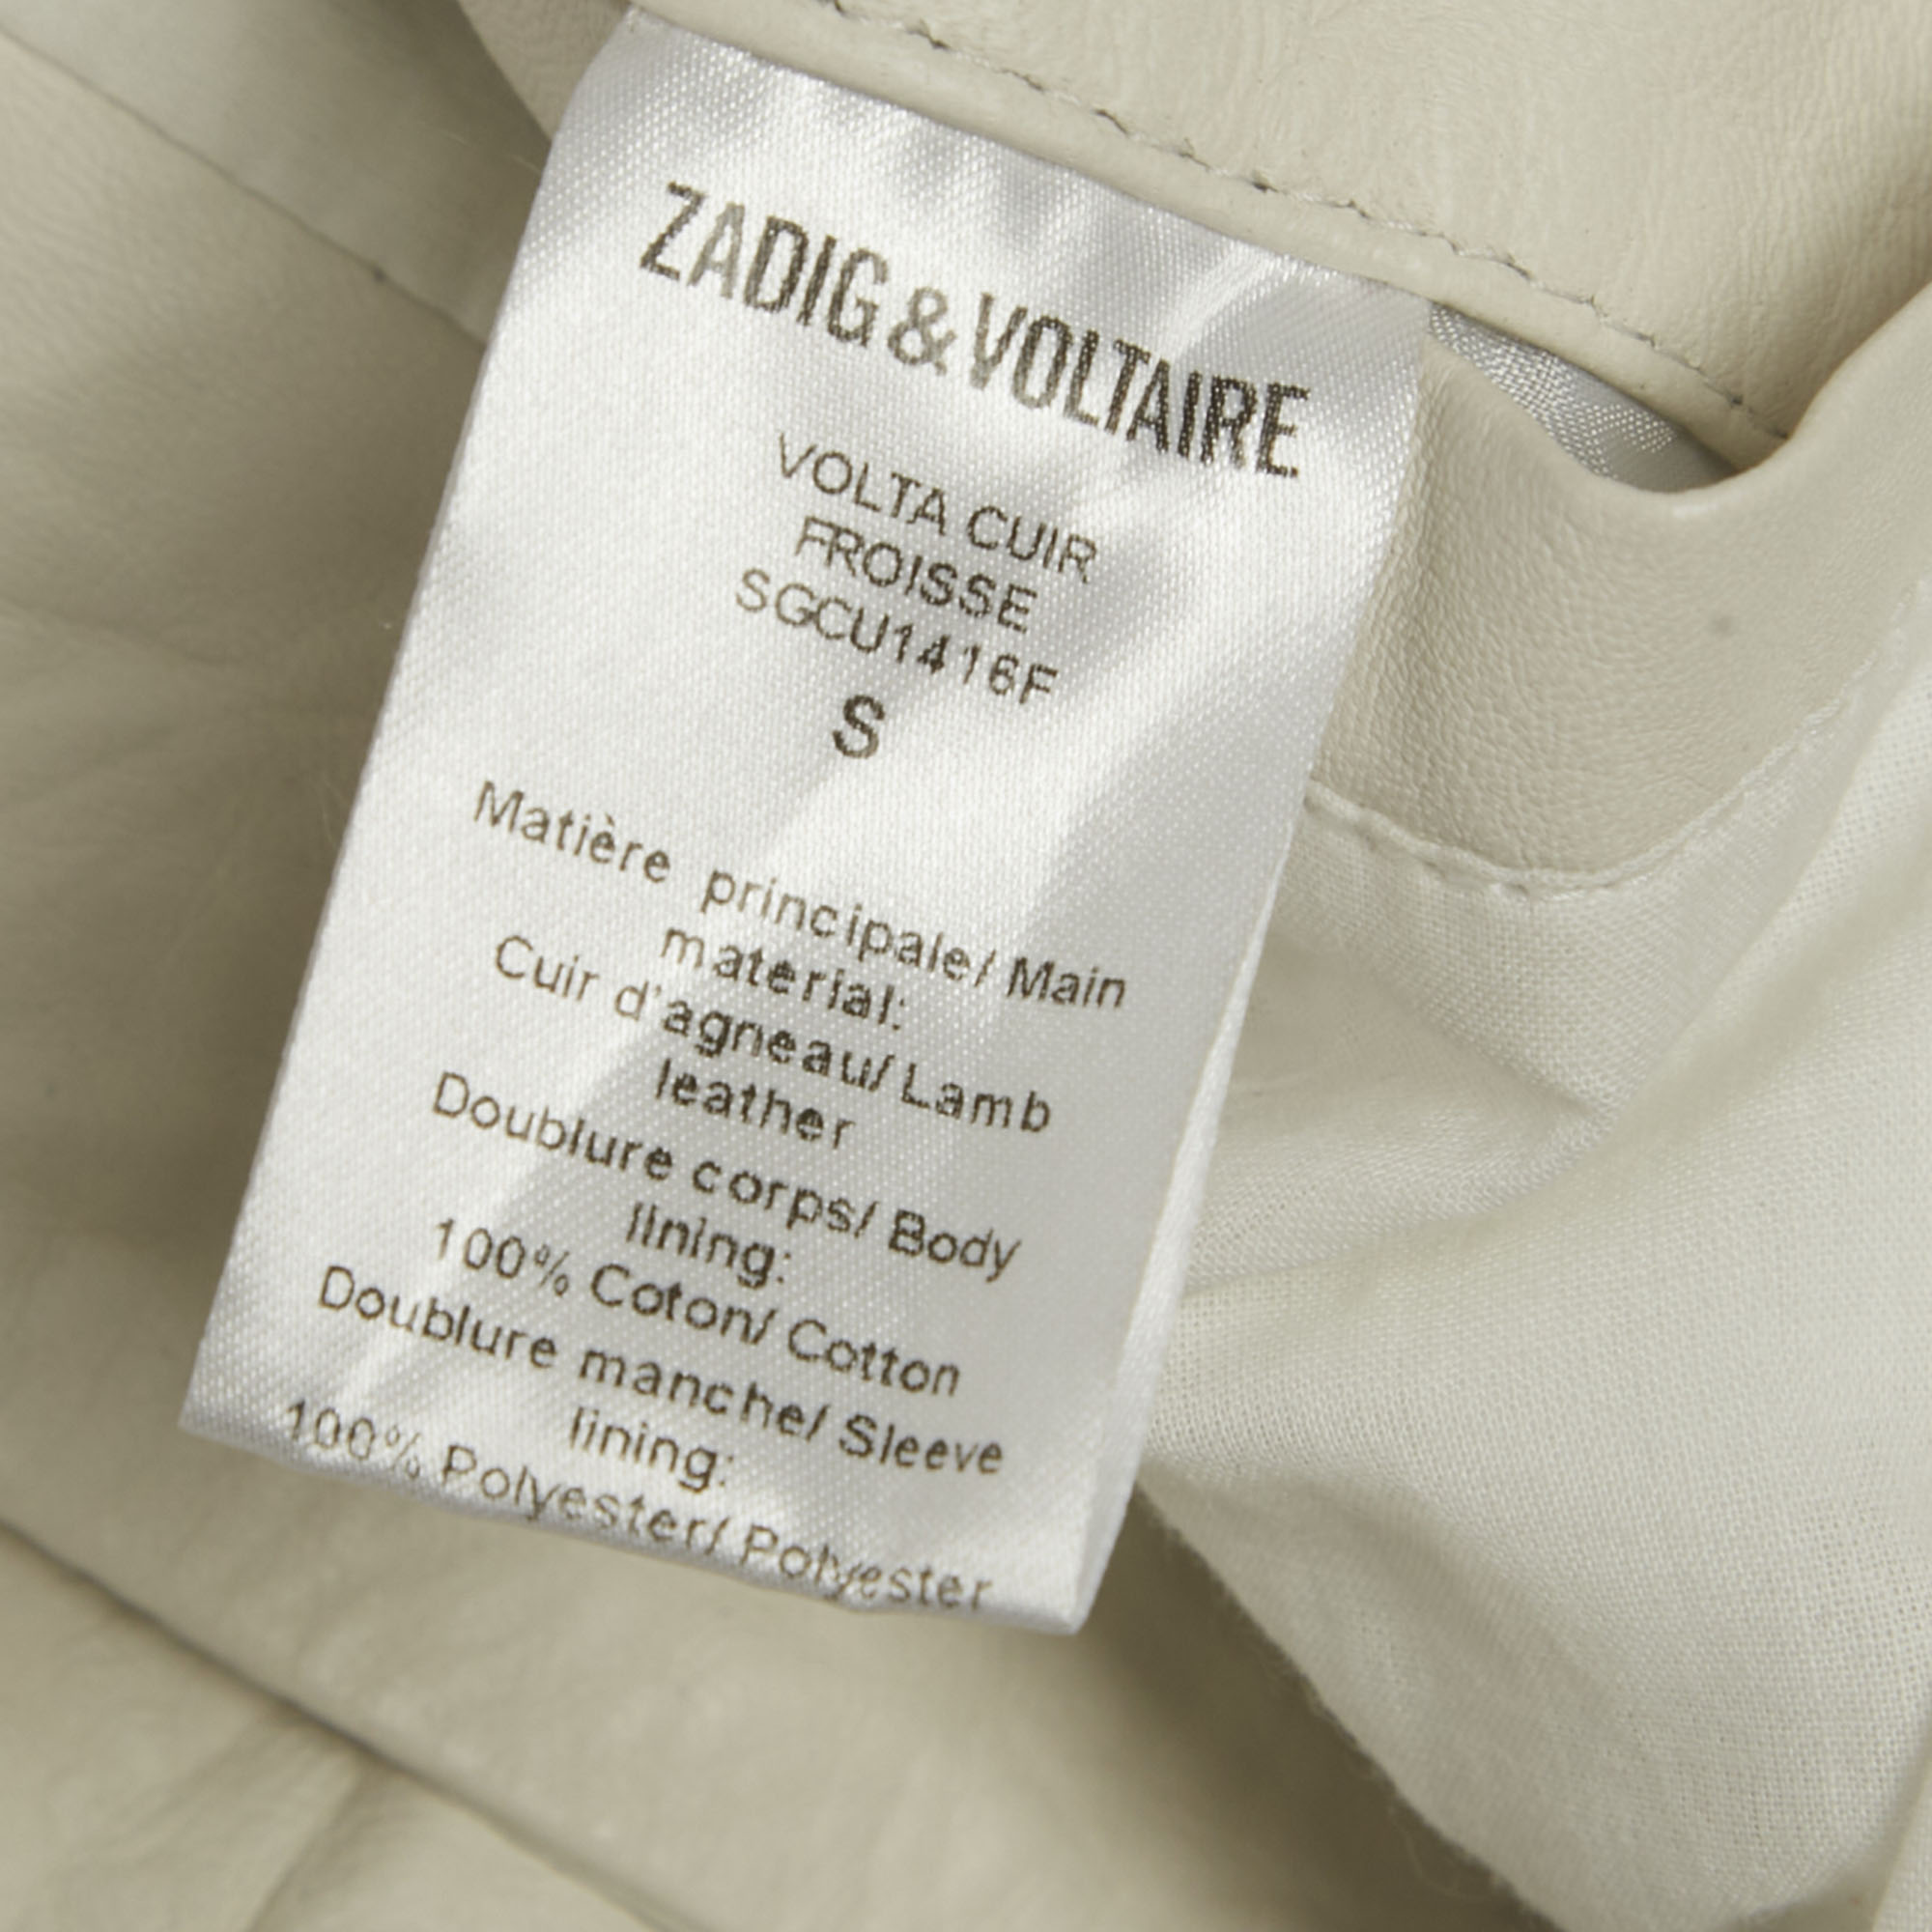 ZADIG & VOLTAIRE
VOLTA CUIR
FROISSE
SGCU1416F
S
Matière principale/ Main
material:
Cuir d'agneau/ Lamb
leather
Doublure corps/ Body
lining:
100% Coton/ Cotton
Doublure manche/ Sleeve
lining:
100% Polyester/ Polyester